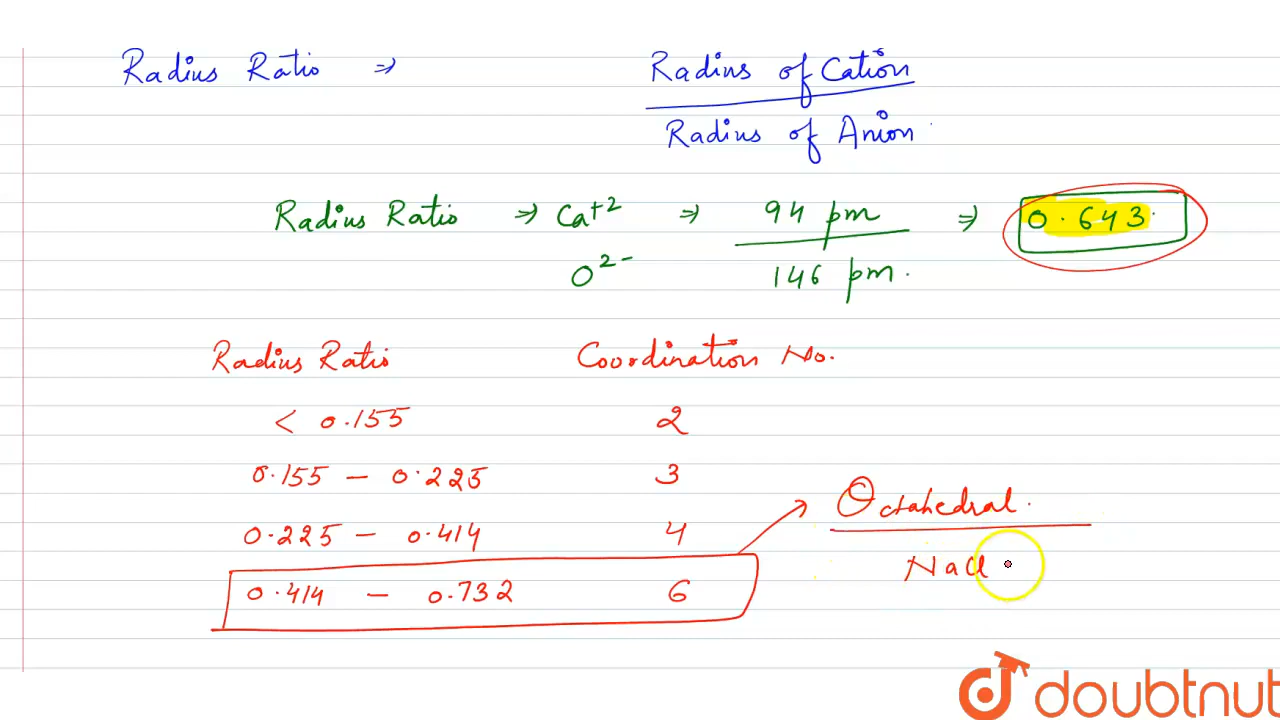 Radius Ratio ⇒ Radius of Cation
Radius of Anion
Radius Ratio ⇒ Ca+2 ⇒ 94 pm ⇒ 0.643.
O2- 146 pm.
Radius Ratio Coordination No.
< 0.155 2
0.155 - 0.225 3
0.225 - 0.414 4
Octahedral.
0.414 - 0.732 6
NaCl
doubtnut